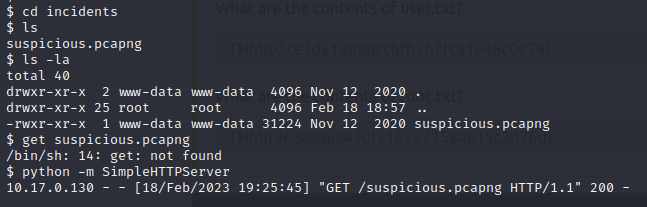 What are the contents of user.txt?
$ cd incidents
$ ls
suspicious.pcapng
$ ls -la
total 40
drwxr-xr-x  2 www-data www-data  4096 Nov 12  2020 .
drwxr-xr-x 25 root     root      4096 Feb 18 18:57 ..
-rwxr-xr-x  1 www-data www-data 31224 Nov 12  2020 suspicious.pcapng
$ get suspicious.pcapng
/bin/sh: 14: get: not found
$ python -m SimpleHTTPServer
10.17.0.130 - - [18/Feb/2023 19:25:45] "GET /suspicious.pcapng HTTP/1.1" 200 -